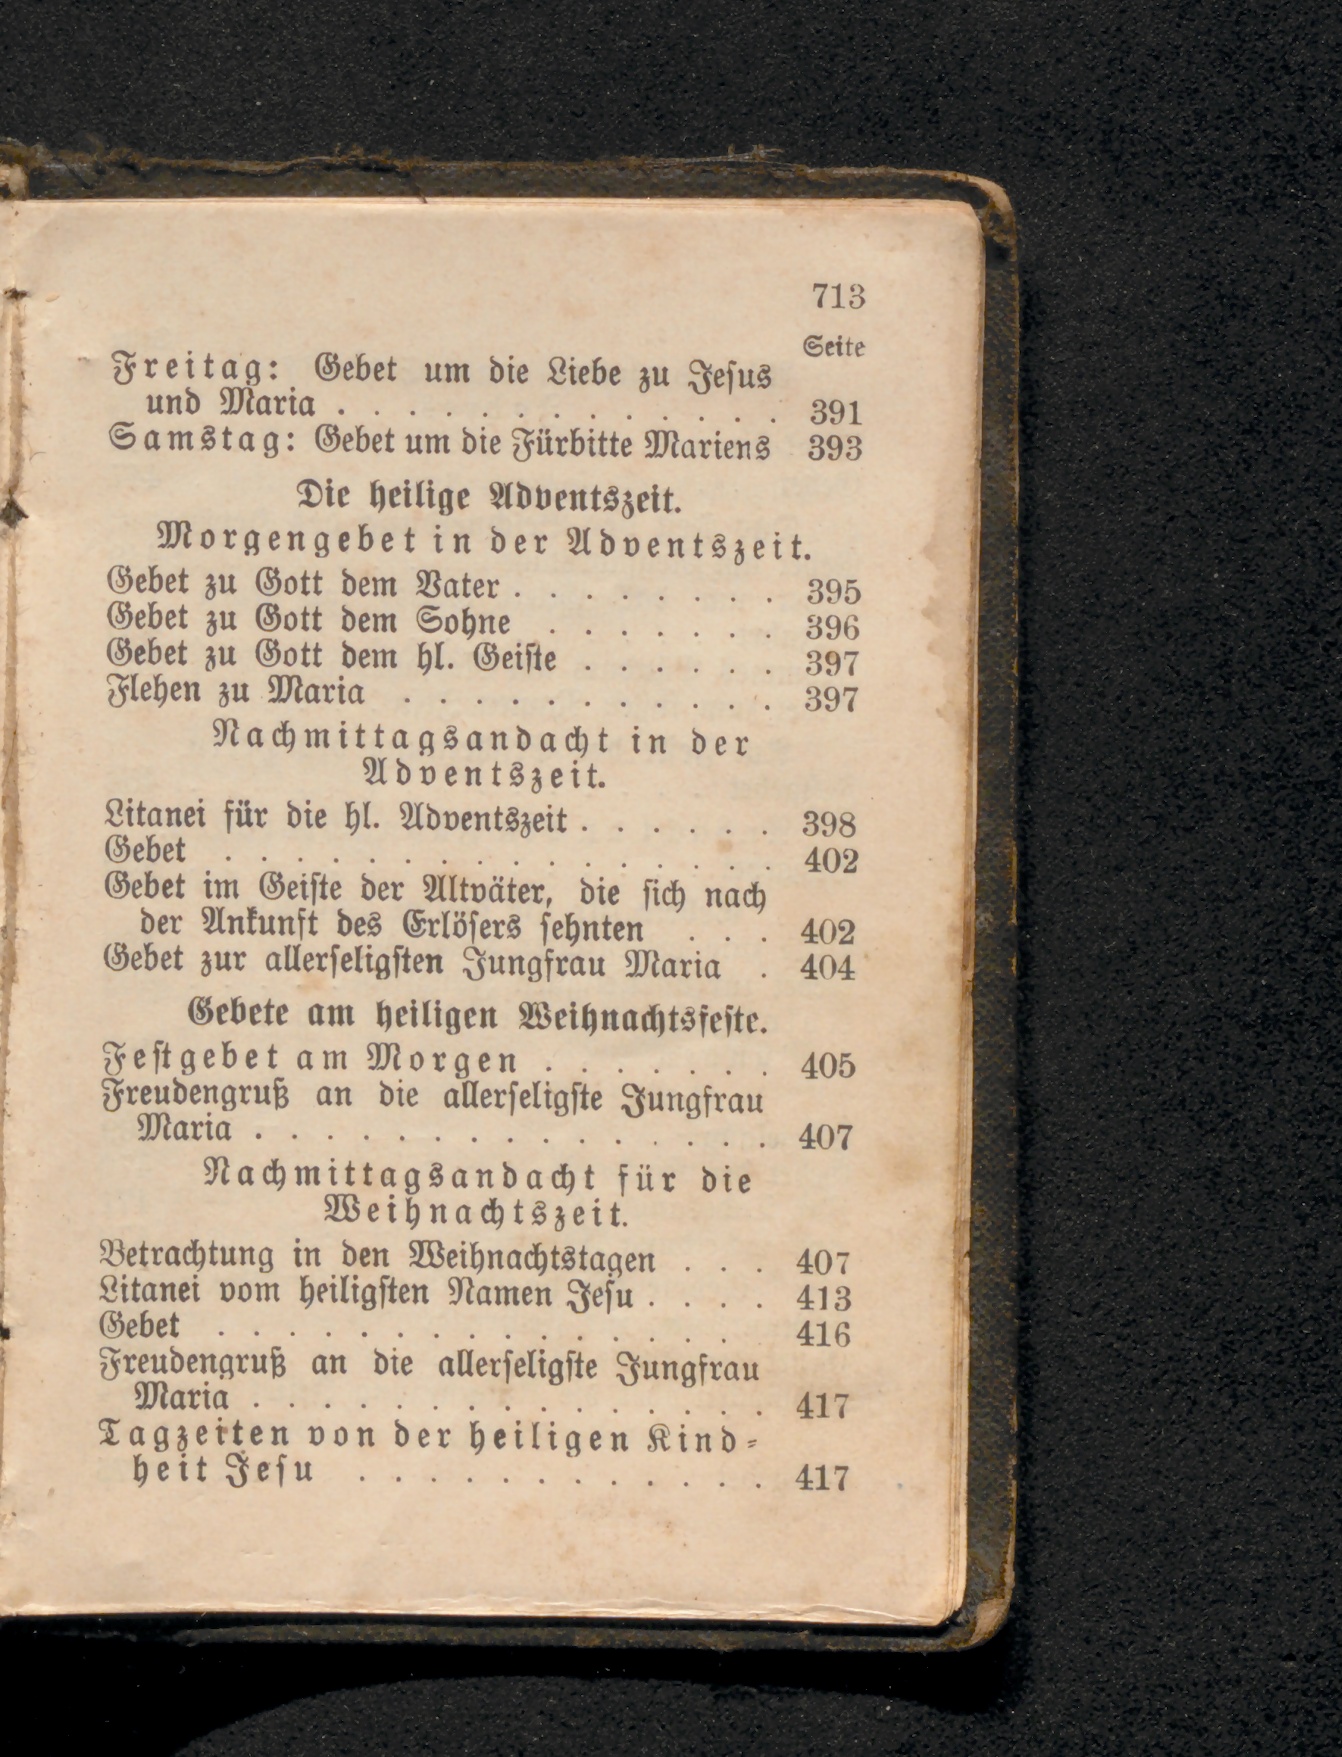 713
Seite
Freitag: Gebet um die Liebe zu Jesus
und Maria . . . . . . . . . . . . . 391
Samstag: Gebet um die Fürbitte Mariens 393
Die heilige Adventszeit.
Morgengebet in der Adventszeit.
Gebet zu Gott dem Vater . . . . . . . . 395
Gebet zu Gott dem Sohne . . . . . . . 396
Gebet zu Gott dem hl. Geiste . . . . . . 397
Flehen zu Maria . . . . . . . . . . . 397
Nachmittagsandacht in der
Adventszeit.
Litanei für die hl. Adventszeit . . . . . . 398
Gebet . . . . . . . . . . . . . . . . 402
Gebet im Geiste der Altväter, die sich nach
der Ankunft des Erlösers sehnten . . . 402
Gebet zur allerseligsten Jungfrau Maria . 404
Gebete am heiligen Weihnachtsfeste.
Festgebet am Morgen . . . . . . . 405
Freudengruß an die allerseligste Jungfrau
Maria . . . . . . . . . . . . . . . 407
Nachmittagsandacht für die
Weihnachtszeit.
Betrachtung in den Weihnachtstagen . . . 407
Litanei vom heiligsten Namen Jesu . . . . 413
Gebet . . . . . . . . . . . . . . . 416
Freudengruß an die allerseligste Jungfrau
Maria . . . . . . . . . . . . . . . 417
Tagzeiten von der heiligen Kind-
heit Jesu . . . . . . . . . . . . 417